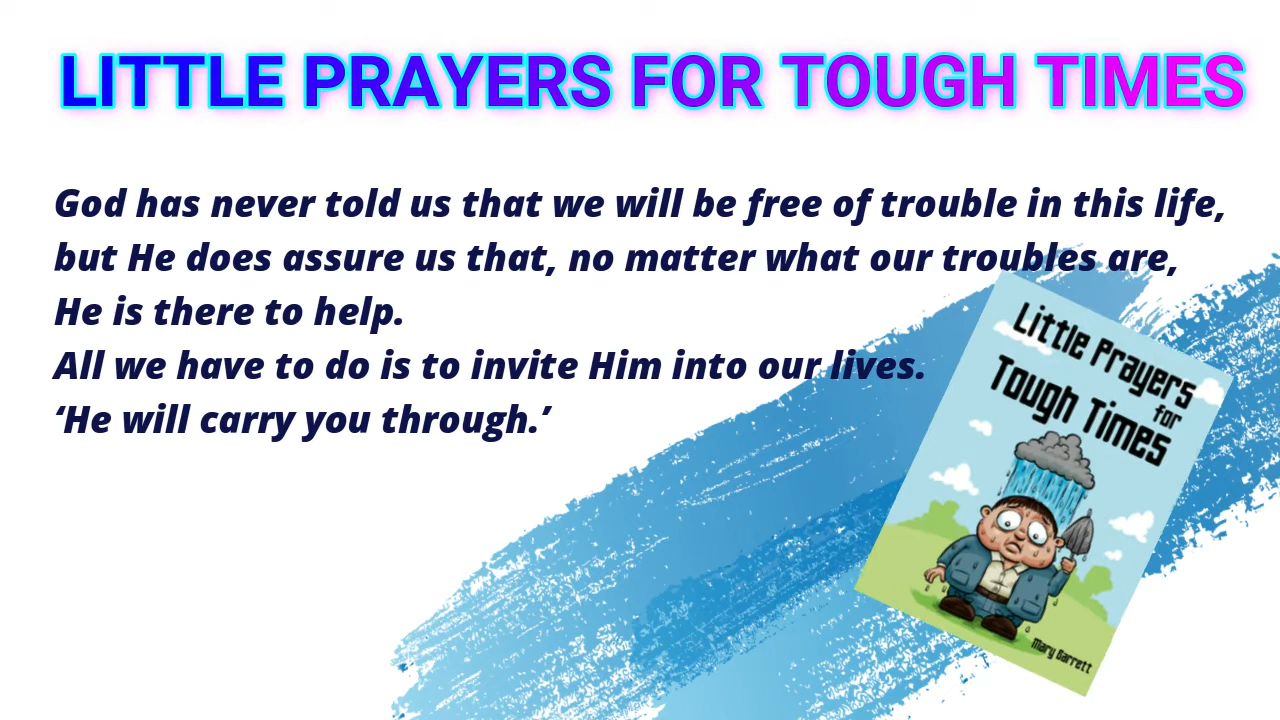 LITTLE PRAYERS FOR TOUGH TIMES
God has never told us that we will be free of trouble in this life,
but He does assure us that, no matter what our troubles are,
He is there to help.
All we have to do is to invite Him into our lives.
‘He will carry you through.’
Little Prayers
for
Tough Times
Mary Barrett